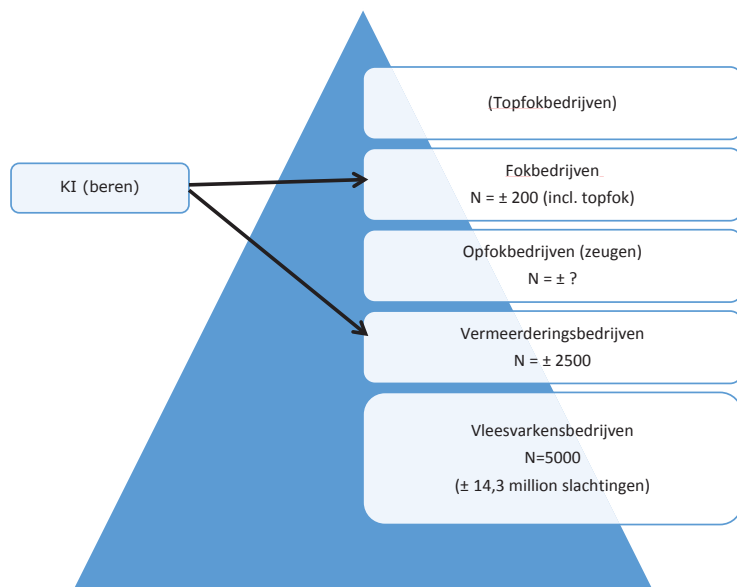 (Topfokbedrijven)
KI (beren)
Fokbedrijven
N = ± 200 (incl. topfok)
Opfokbedrijven (zeugen)
N = ± ?
Vermeerderingsbedrijven
N = ± 2500
Vleesvarkensbedrijven
N=5000
(± 14,3 million slachtingen)